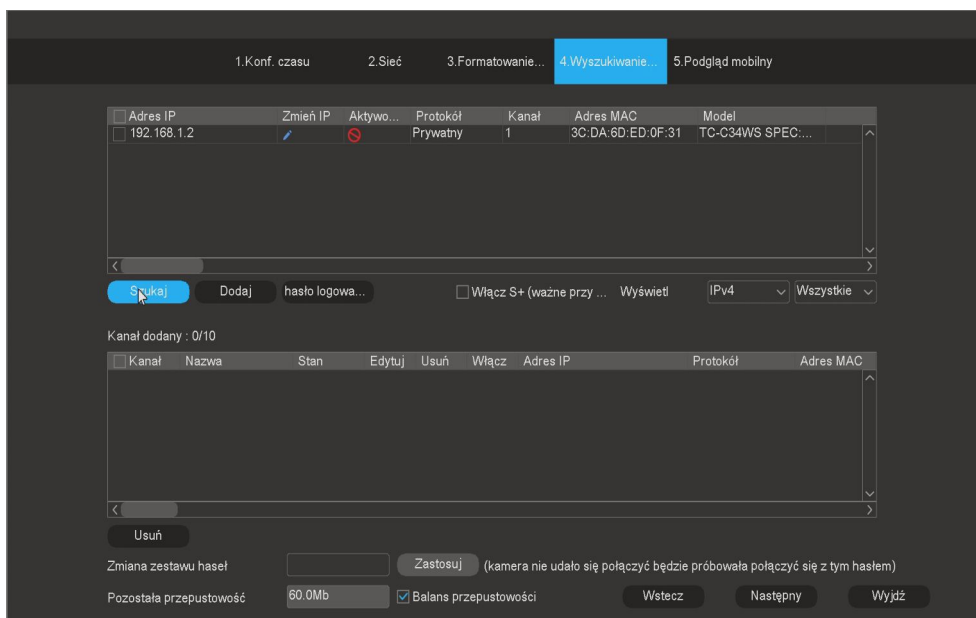 1.Konf. czasu 2.Sieć 3.Formatowanie... 4.Wyszukiwanie... 5.Podgląd mobilny
Adres IP Zmień IP Aktywo... Protokół Kanał Adres MAC Model
192.168.1.2 Prywatny 1 3C:DA:6D:ED:0F:31 TC-C34WS SPEC:...
Szukaj Dodaj hasło logowa... Włącz S+ (ważne przy ... Wyświetl IPv4 Wszystkie
Kanał dodany : 0/10
Kanał Nazwa Stan Edytuj Usuń Włącz Adres IP Protokół Adres MAC
Usuń
Zmiana zestawu haseł Zastosuj (kamera nie udało się połączyć będzie próbowała połączyć się z tym hasłem)
Pozostała przepustowość 60.0Mb Balans przepustowości Wstecz Następny Wyjdź